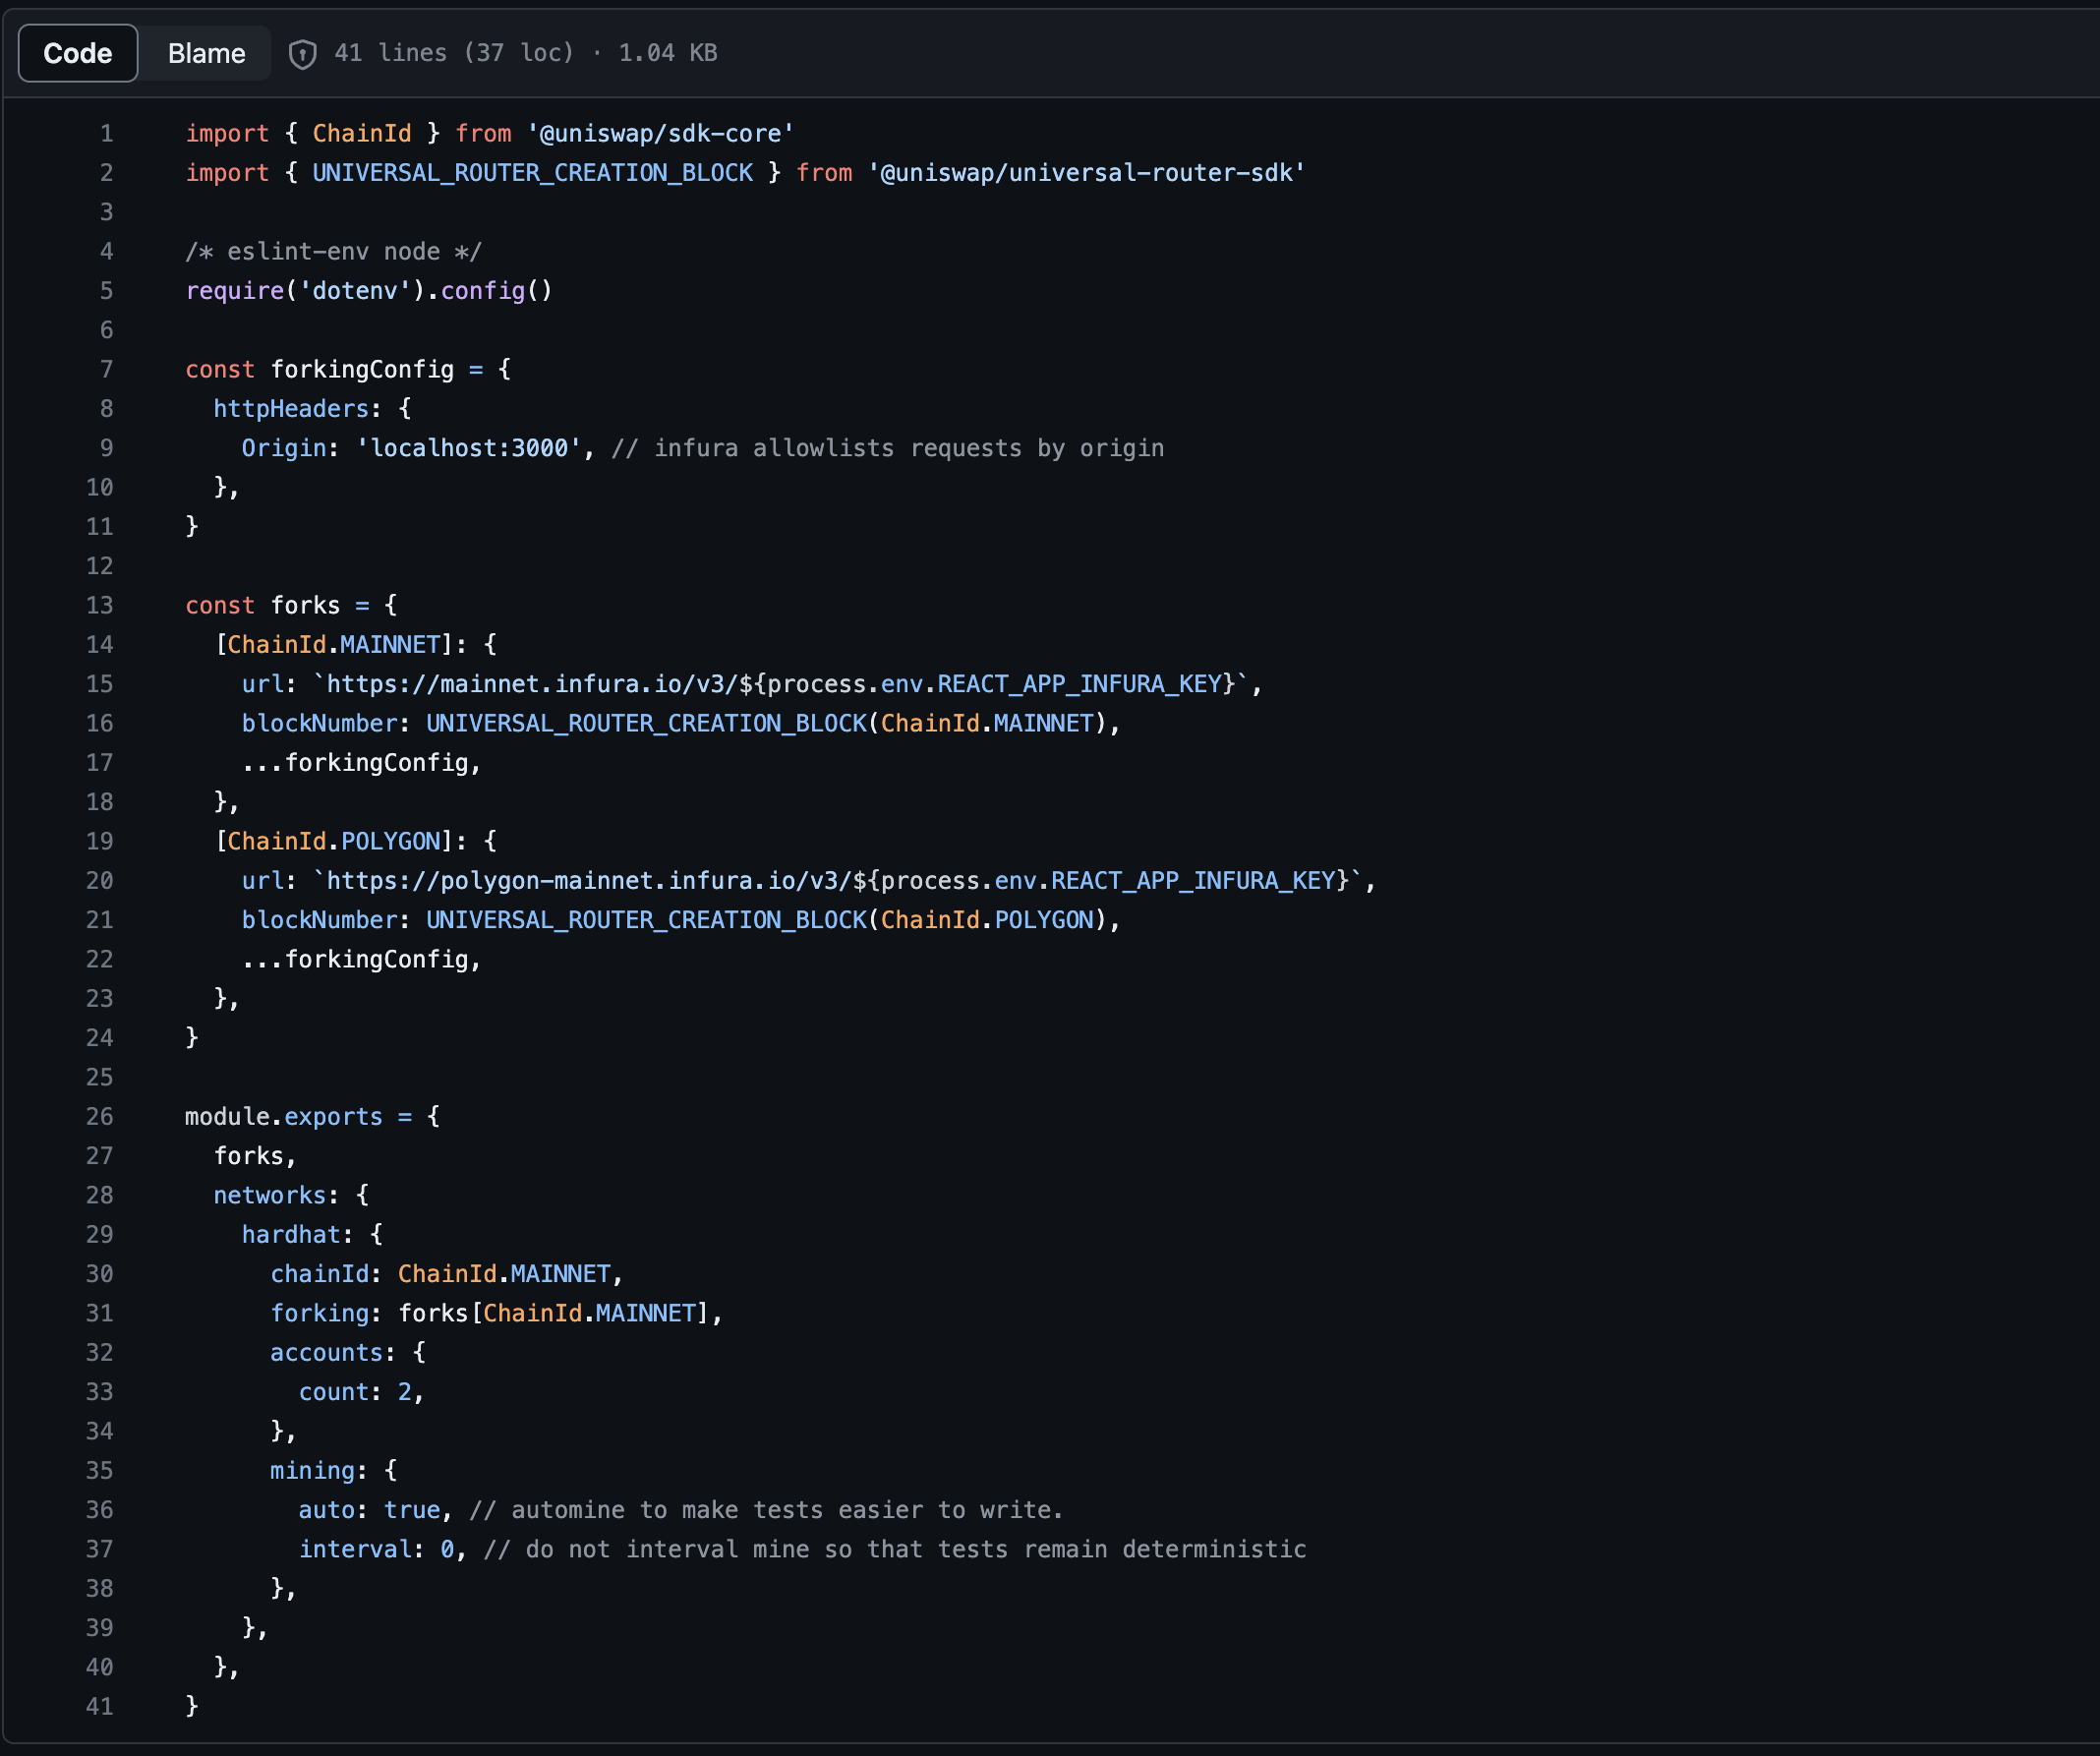 Code Blame 41 lines (37 loc) · 1.04 KB
1 import { ChainId } from '@uniswap/sdk-core'
2 import { UNIVERSAL_ROUTER_CREATION_BLOCK } from '@uniswap/universal-router-sdk'
3
4 /* eslint-env node */
5 require('dotenv').config()
6
7 const forkingConfig = {
8   httpHeaders: {
9     Origin: 'localhost:3000', // infura allowlists requests by origin
10   },
11 }
12
13 const forks = {
14   [ChainId.MAINNET]: {
15     url: `https://mainnet.infura.io/v3/${process.env.REACT_APP_INFURA_KEY}`,
16     blockNumber: UNIVERSAL_ROUTER_CREATION_BLOCK(ChainId.MAINNET),
17     ...forkingConfig,
18   },
19   [ChainId.POLYGON]: {
20     url: `https://polygon-mainnet.infura.io/v3/${process.env.REACT_APP_INFURA_KEY}`,
21     blockNumber: UNIVERSAL_ROUTER_CREATION_BLOCK(ChainId.POLYGON),
22     ...forkingConfig,
23   },
24 }
25
26 module.exports = {
27   forks,
28   networks: {
29     hardhat: {
30       chainId: ChainId.MAINNET,
31       forking: forks[ChainId.MAINNET],
32       accounts: {
33         count: 2,
34       },
35       mining: {
36         auto: true, // automine to make tests easier to write.
37         interval: 0, // do not interval mine so that tests remain deterministic
38       },
39     },
40   },
41 }